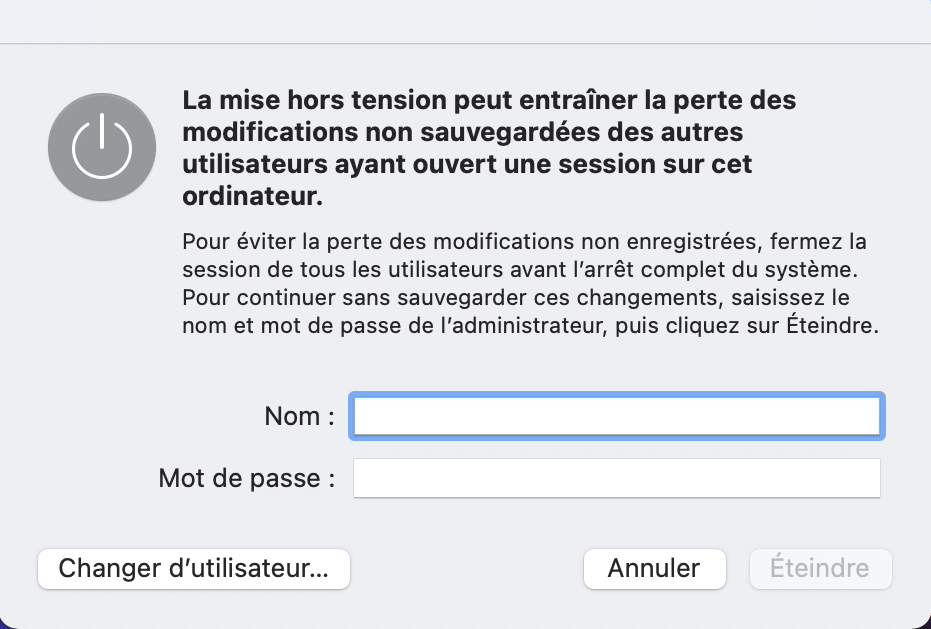 La mise hors tension peut entraîner la perte des
modifications non sauvegardées des autres
utilisateurs ayant ouvert une session sur cet
ordinateur.
Pour éviter la perte des modifications non enregistrées, fermez la
session de tous les utilisateurs avant l’arrêt complet du système.
Pour continuer sans sauvegarder ces changements, saisissez le
nom et mot de passe de l’administrateur, puis cliquez sur Éteindre.
Nom :
Mot de passe :
Changer d’utilisateur... Annuler Éteindre